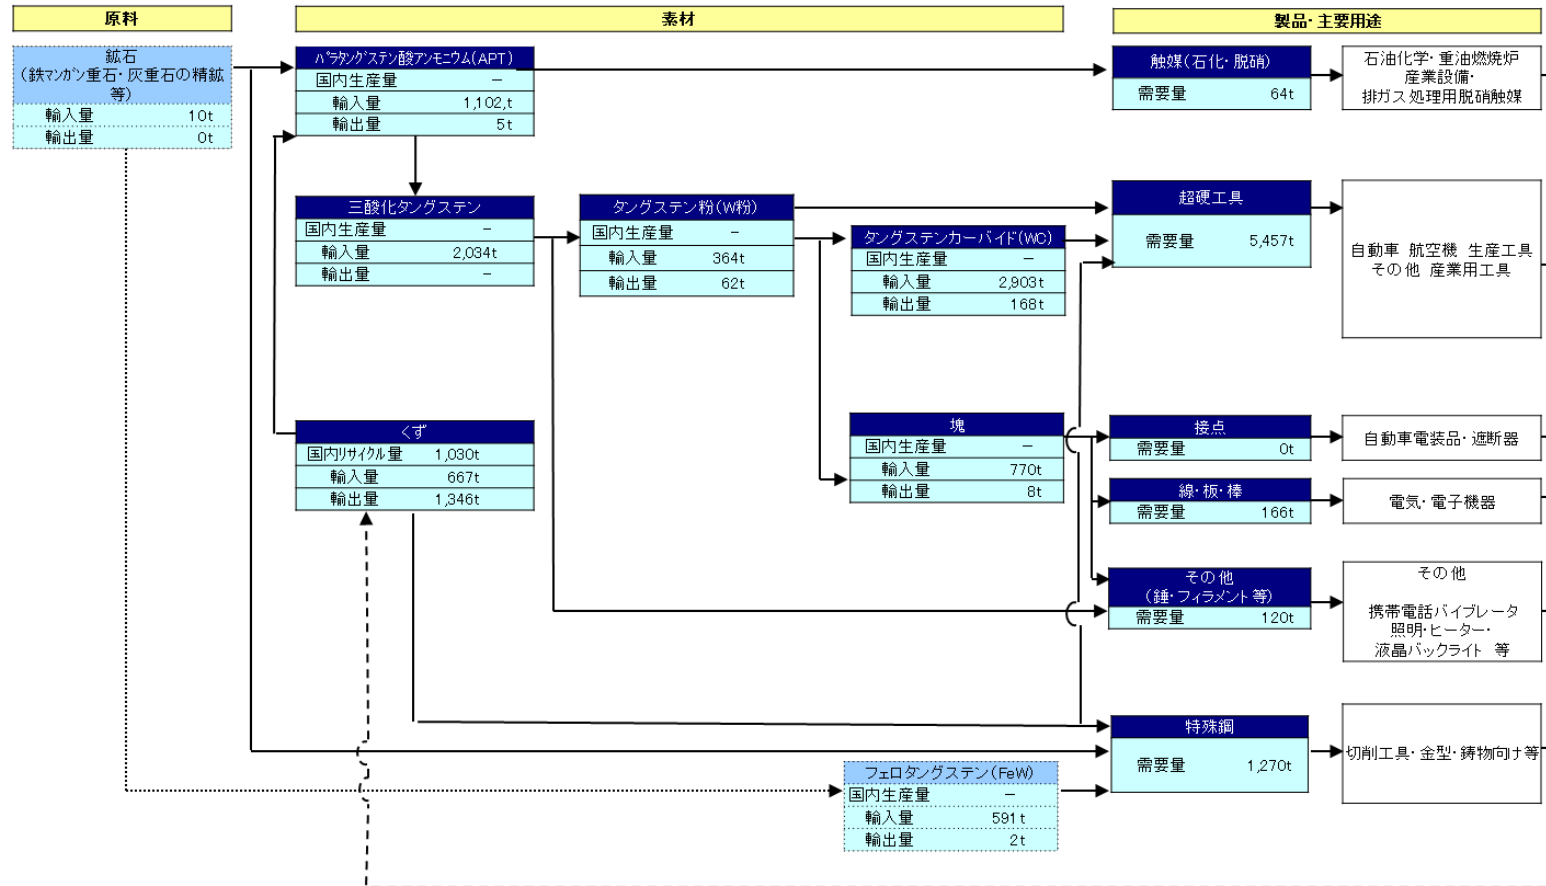 原料
素材
製品・主要用途
鉱石
(鉄マンガン重石・灰重石の精鉱
等)
輸入量 10t
輸出量 0t
パラタングステン酸アンモニウム(APT)
国内生産量 －
輸入量 1,102,t
輸出量 5t
触媒(石化・脱硝)
需要量 64t
石油化学・重油燃焼炉
産業設備・
排ガス処理用脱硝触媒
三酸化タングステン
国内生産量 －
輸入量 2,034t
輸出量 －
タングステン粉(W粉)
国内生産量 －
輸入量 364t
輸出量 62t
タングステンカーバイド(WC)
国内生産量 －
輸入量 2,903t
輸出量 168t
超硬工具
需要量 5,457t
自動車 航空機 生産工具
その他 産業用工具
くず
国内リサイクル量 1,030t
輸入量 667t
輸出量 1,346t
塊
国内生産量 －
輸入量 770t
輸出量 8t
接点
需要量 0t
自動車電装品・遮断器
線・板・棒
需要量 166t
電気・電子機器
その他
(錘・フィラメント等)
需要量 120t
その他
携帯電話バイブレータ
照明・ヒーター・
液晶バックライト 等
特殊鋼
需要量 1,270t
切削工具・金型・鋳物向け等
フェロタングステン(FeW)
国内生産量 －
輸入量 591t
輸出量 2t